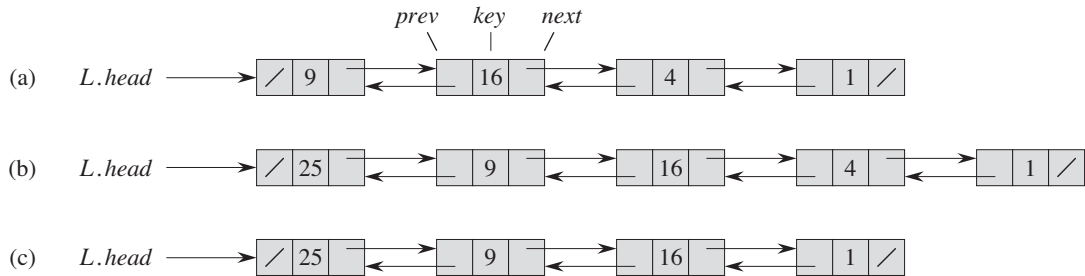 prev key next
(a) L.head / 9 16 4 1 /
(b) L.head / 25 9 16 4 1 /
(c) L.head / 25 9 16 1 /